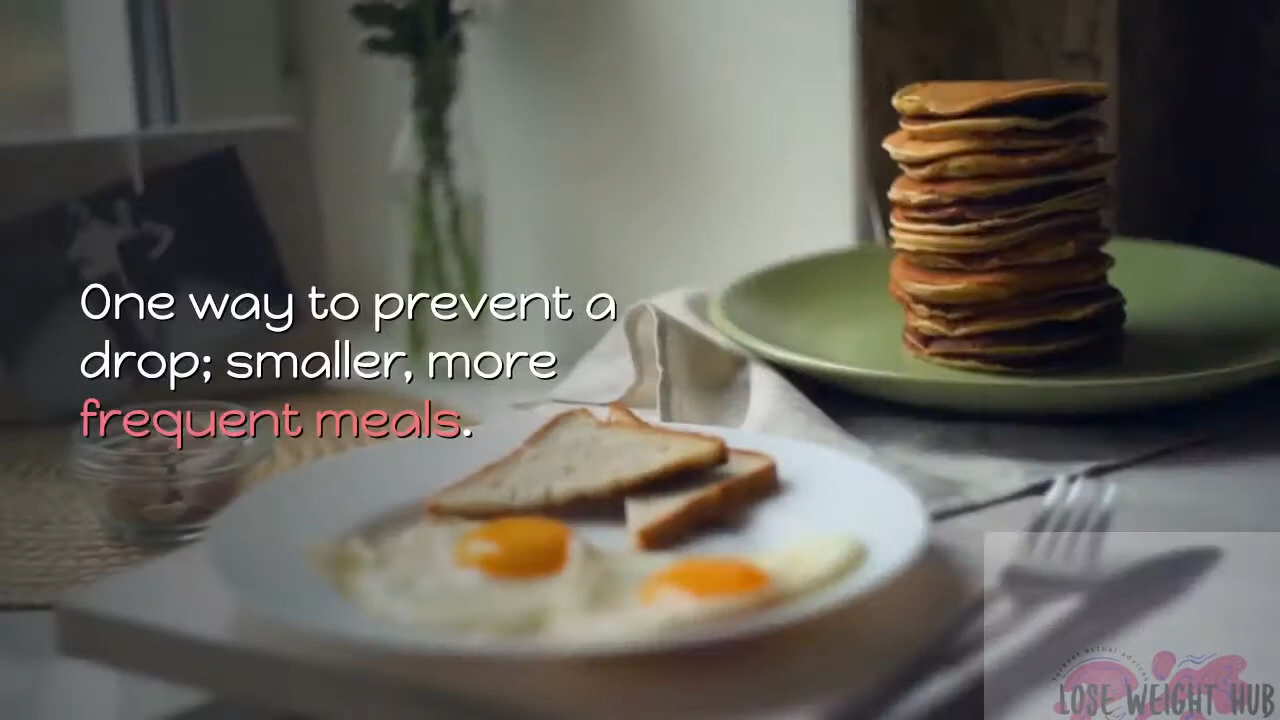 One way to prevent a
drop; smaller, more
frequent meals.
LOSE WEIGHT HUB